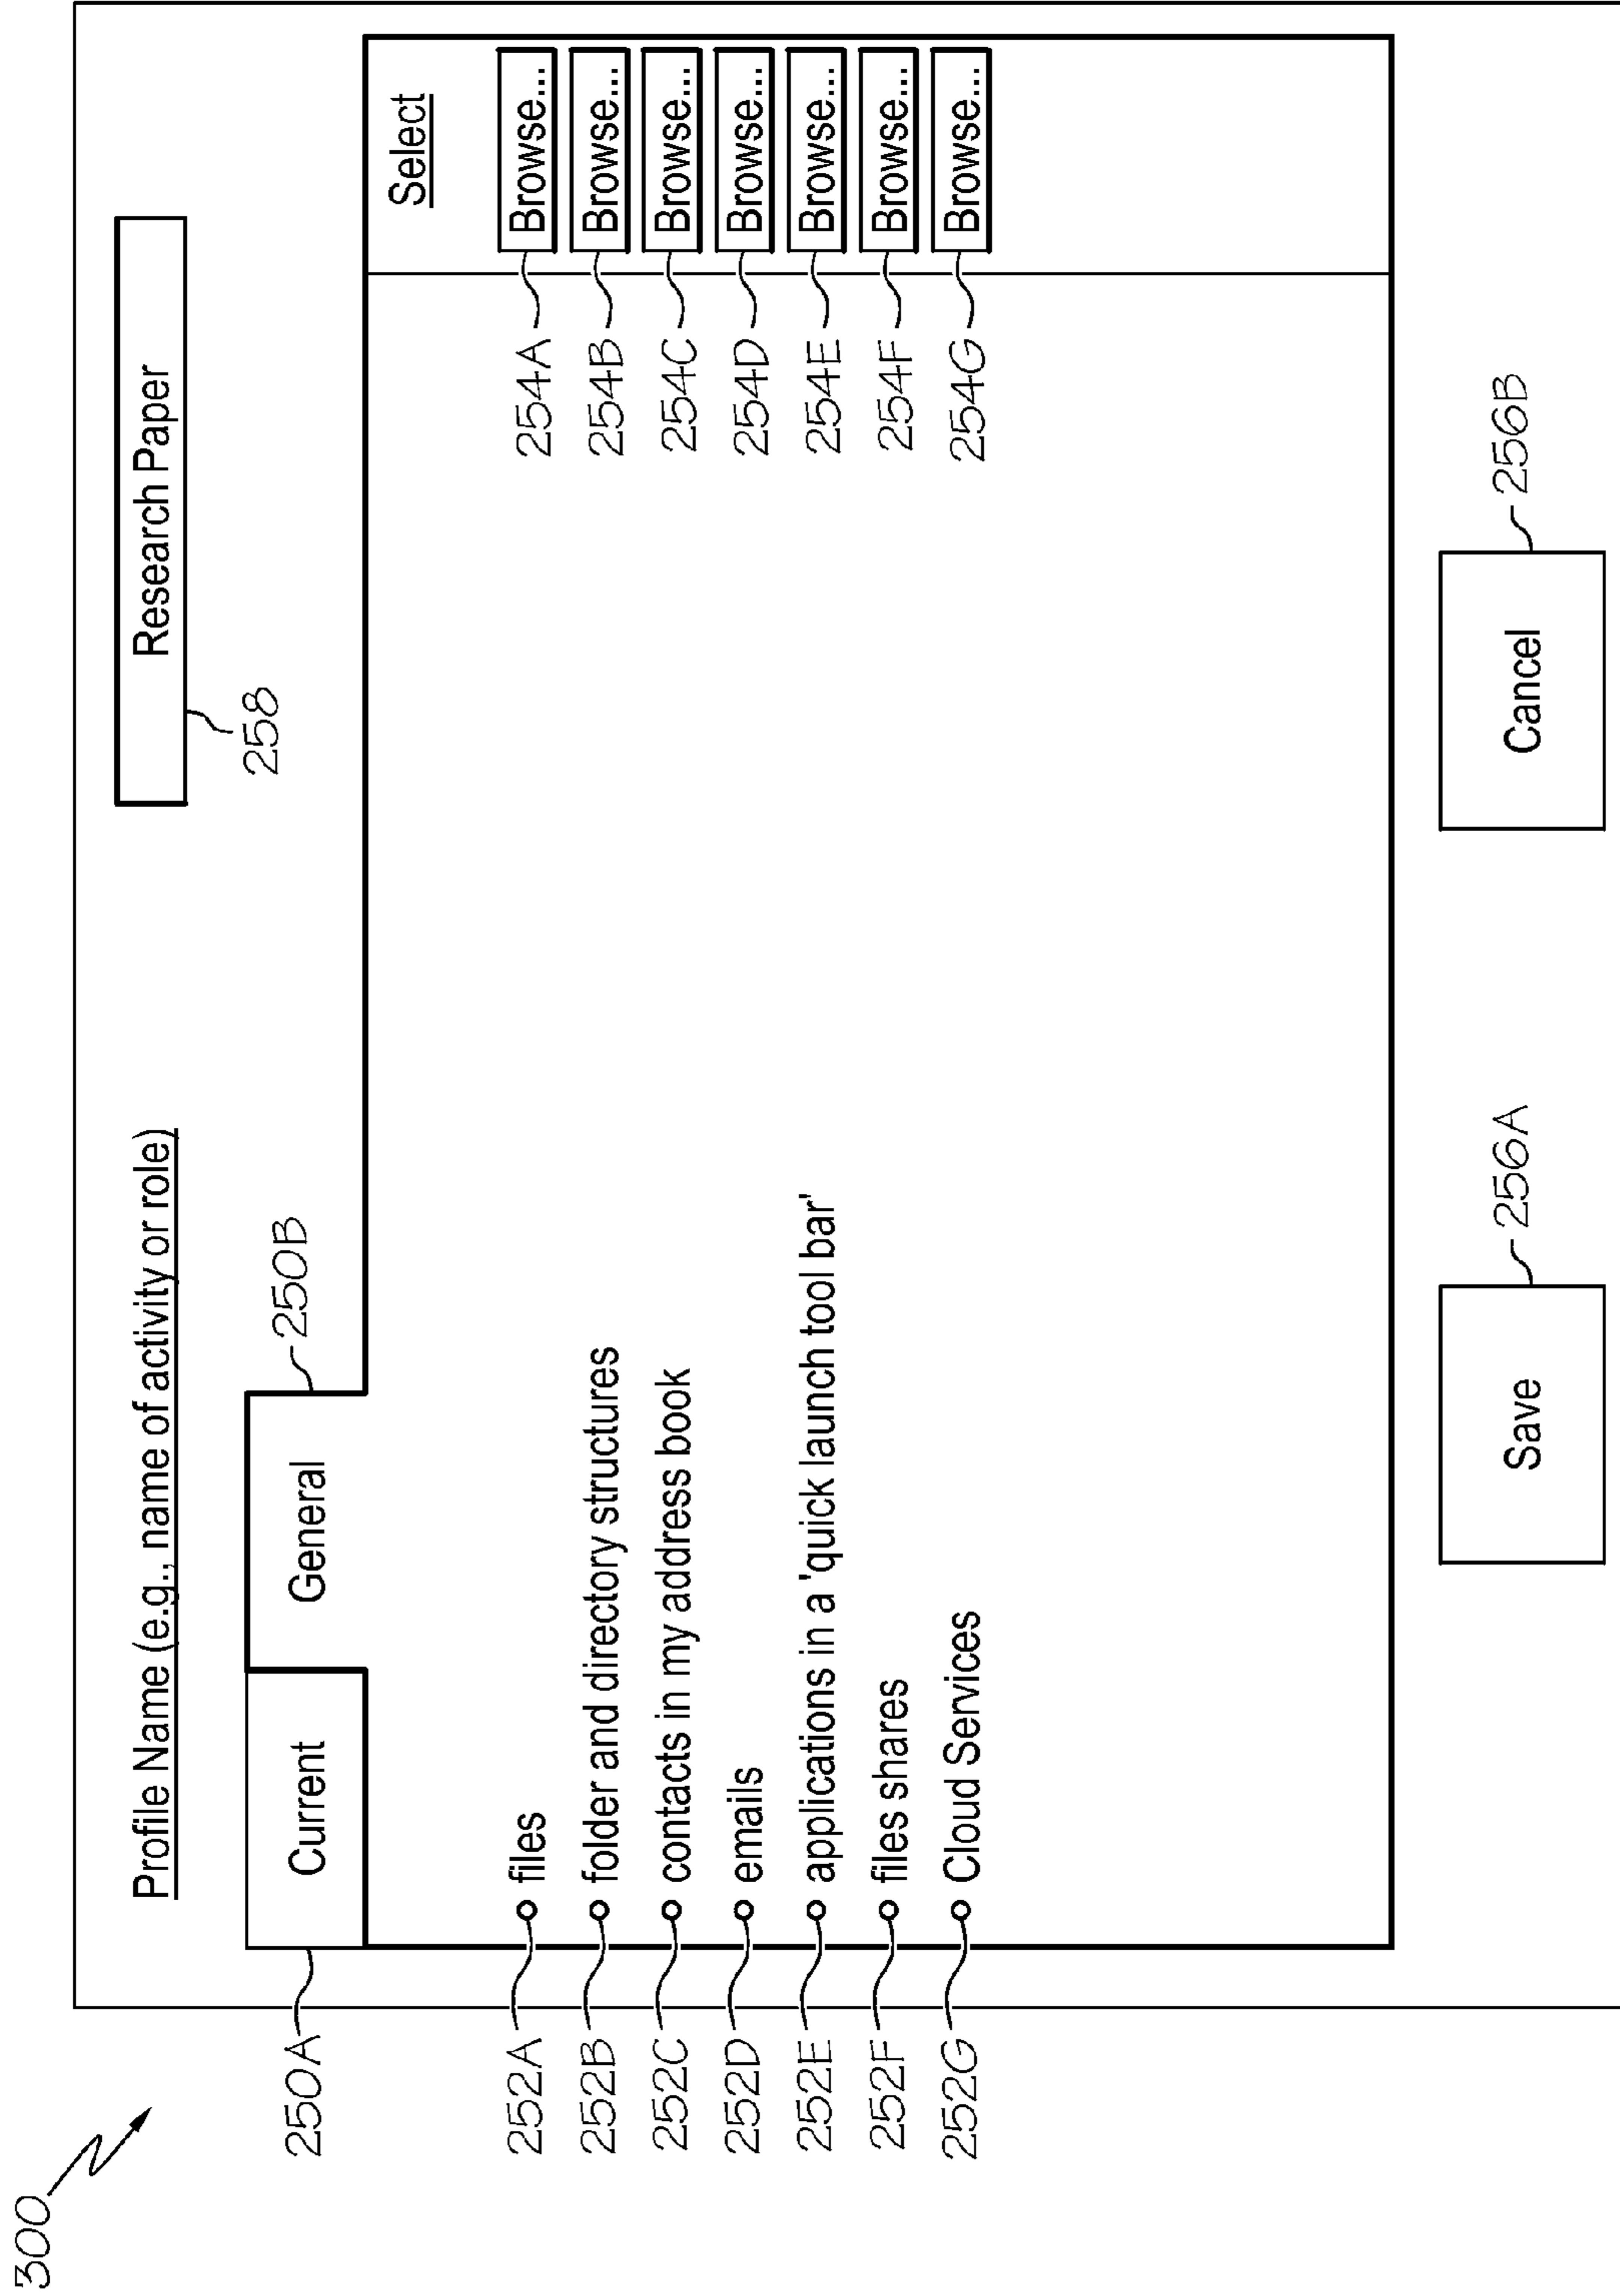 300
Profile Name (e.g., name of activity or role)
Research Paper
258
250A
Current
General
250B
Select
252A
files
254A
Browse...
252B
folder and directory structures
254B
Browse...
252C
contacts in my address book
254C
Browse...
252D
emails
254D
Browse...
252E
applications in a 'quick launch tool bar'
254E
Browse...
252F
files shares
254F
Browse...
252G
Cloud Services
254G
Browse...
Save
256A
Cancel
256B